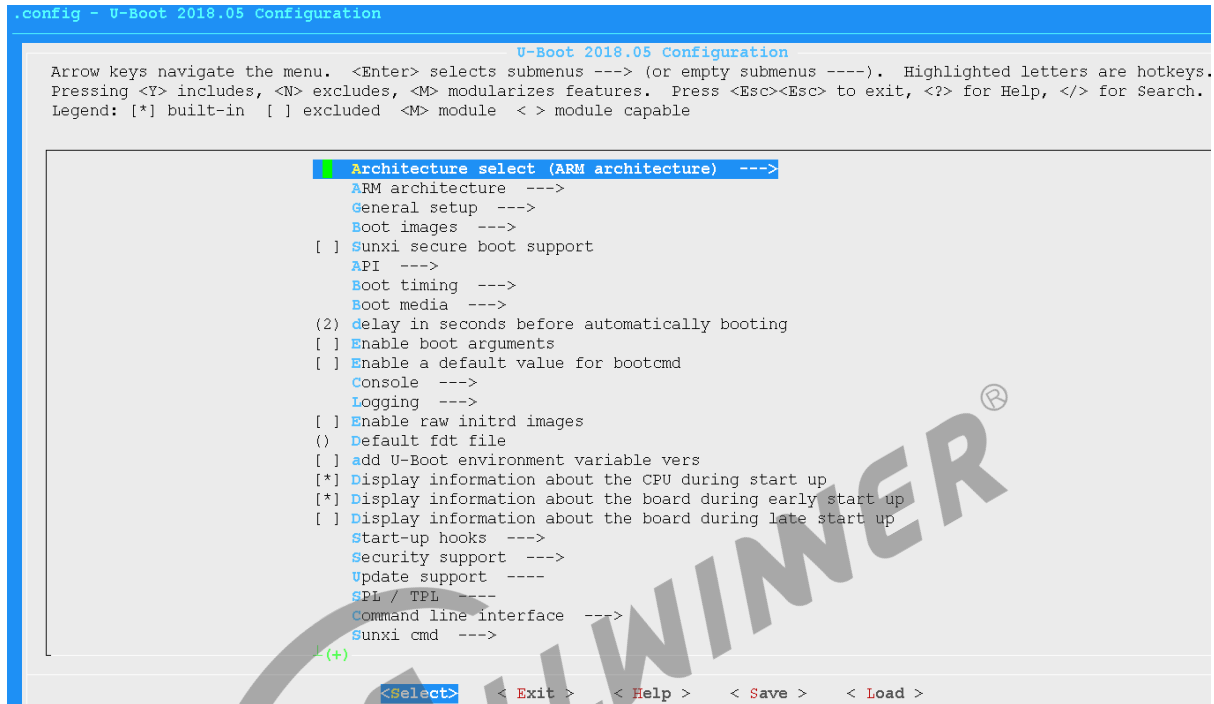 .config - U-Boot 2018.05 Configuration
U-Boot 2018.05 Configuration
Arrow keys navigate the menu.  <Enter> selects submenus ---> (or empty submenus ----).  Highlighted letters are hotkeys.
Pressing <Y> includes, <N> excludes, <M> modularizes features.  Press <Esc><Esc> to exit, <?> for Help, </> for Search.
Legend: [*] built-in  [ ] excluded  <M> module  < > module capable
Architecture select (ARM architecture)  --->
ARM architecture  --->
General setup  --->
Boot images  --->
[ ] Sunxi secure boot support
API  --->
Boot timing  --->
Boot media  --->
(2) delay in seconds before automatically booting
[ ] Enable boot arguments
[ ] Enable a default value for bootcmd
Console  --->
Logging  --->
[ ] Enable raw initrd images
()  Default fdt file
[ ] add U-Boot environment variable vers
[*] Display information about the CPU during start up
[*] Display information about the board during early start up
[ ] Display information about the board during late start up
Start-up hooks  --->
Security support  --->
Update support  ----
SPL / TPL  ----
Command line interface  --->
Sunxi cmd  --->
(+)
<Select>    < Exit >    < Help >    < Save >    < Load >
ALLWINNER®